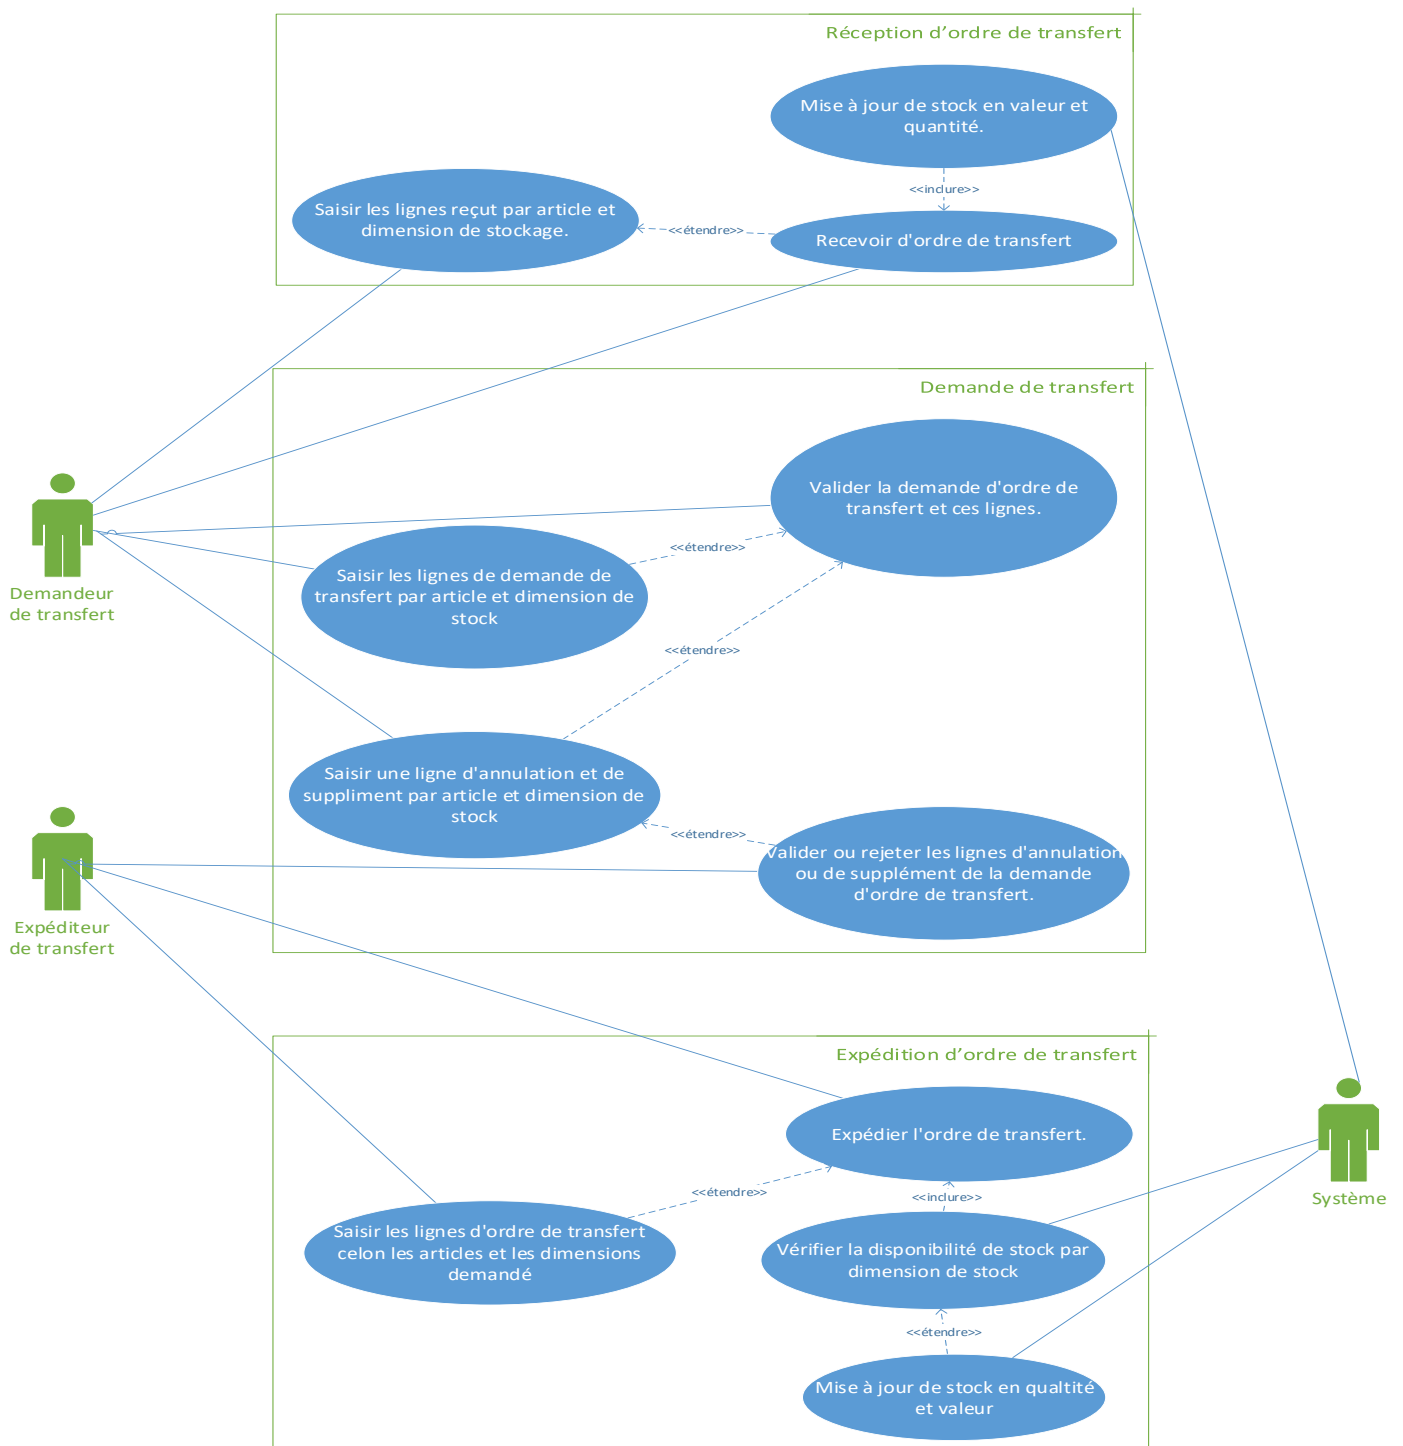 Réception d’ordre de transfert
Mise à jour de stock en valeur et
quantité.
<<inclure>>
Saisir les lignes reçut par article et
dimension de stockage.
<<étendre>>
Recevoir d'ordre de transfert
Demande de transfert
Valider la demande d'ordre de
transfert et ces lignes.
<<étendre>>
Saisir les lignes de demande de
transfert par article et dimension de
stock
Demandeur
de transfert
<<étendre>>
Saisir une ligne d'annulation et de
suppliment par article et dimension de
stock
<<étendre>>
Valider ou rejeter les lignes d'annulation
ou de supplément de la demande
d'ordre de transfert.
Expéditeur
de transfert
Expédition d’ordre de transfert
Expédier l'ordre de transfert.
<<étendre>>
<<inclure>>
Système
Saisir les lignes d'ordre de transfert
celon les articles et les dimensions
demandé
Vérifier la disponibilité de stock par
dimension de stock
<<étendre>>
Mise à jour de stock en qualtité
et valeur